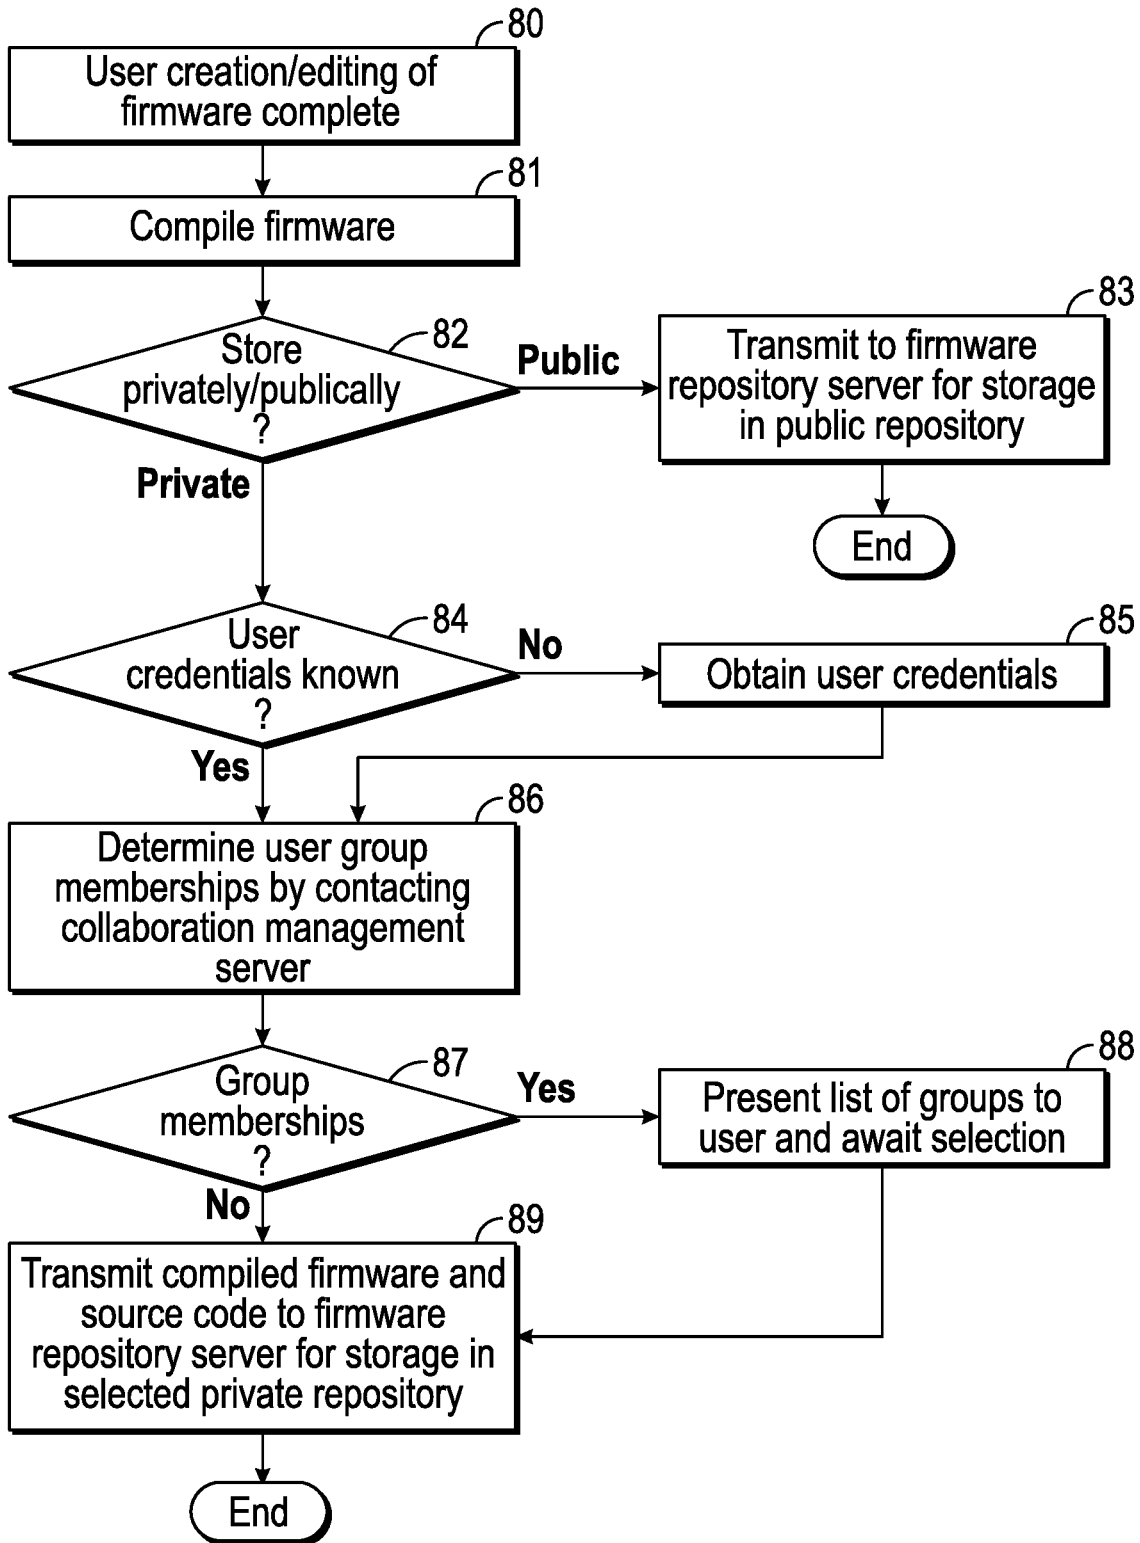 80
User creation/editing of
firmware complete
81
Compile firmware
82
Store
privately/publically
?
Public
83
Transmit to firmware
repository server for storage
in public repository
Private
End
84
User
credentials known
?
No
85
Obtain user credentials
Yes
86
Determine user group
memberships by contacting
collaboration management
server
87
Group
memberships
?
Yes
88
Present list of groups to
user and await selection
No
89
Transmit compiled firmware and
source code to firmware
repository server for storage in
selected private repository
End